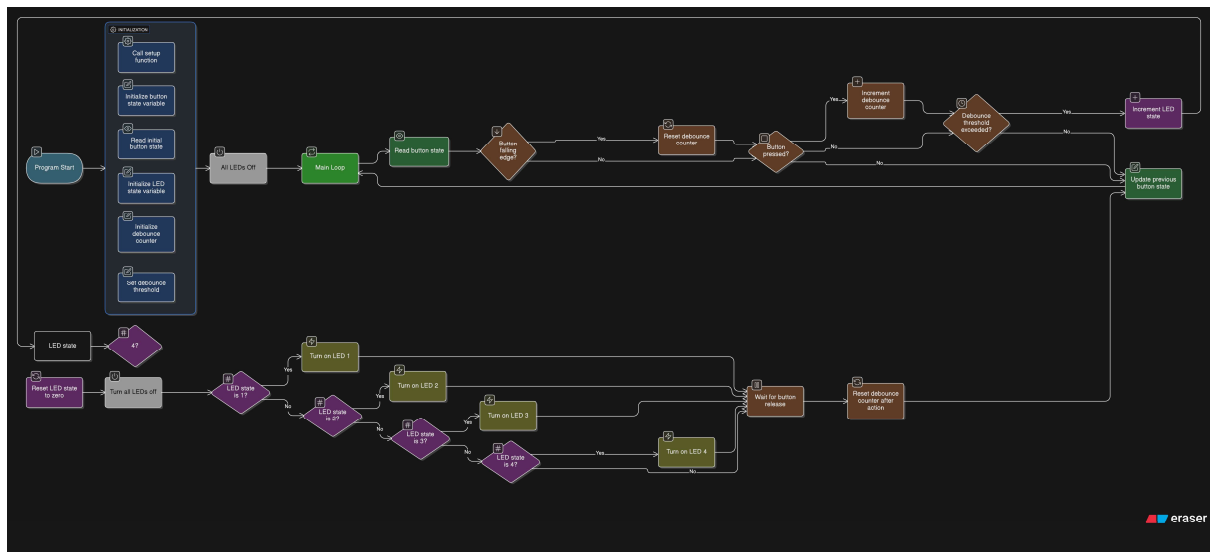 INITIALIZATION
Call setup
function
Initialize button
state variable
Read initial
button state
Initialize LED
state variable
Initialize
debounce
counter
Set debounce
threshold
Program Start
All LEDs Off
Main Loop
Read button state
Button
falling
edge?
Yes
No
Reset debounce
counter
Button
pressed?
Yes
No
No
Increment
debounce
counter
Debounce
threshold
exceeded?
Yes
No
Increment LED
state
Update previous
button state
LED state
#
4?
Reset LED state
to zero
Turn all LEDs off
#
LED state
is 1?
Yes
No
Turn on LED 1
#
LED state
is 2?
Yes
No
Turn on LED 2
#
LED state
is 3?
Yes
No
Turn on LED 3
#
LED state
is 4?
Yes
No
Turn on LED 4
Wait for button
release
Reset debounce
counter after
action
eraser